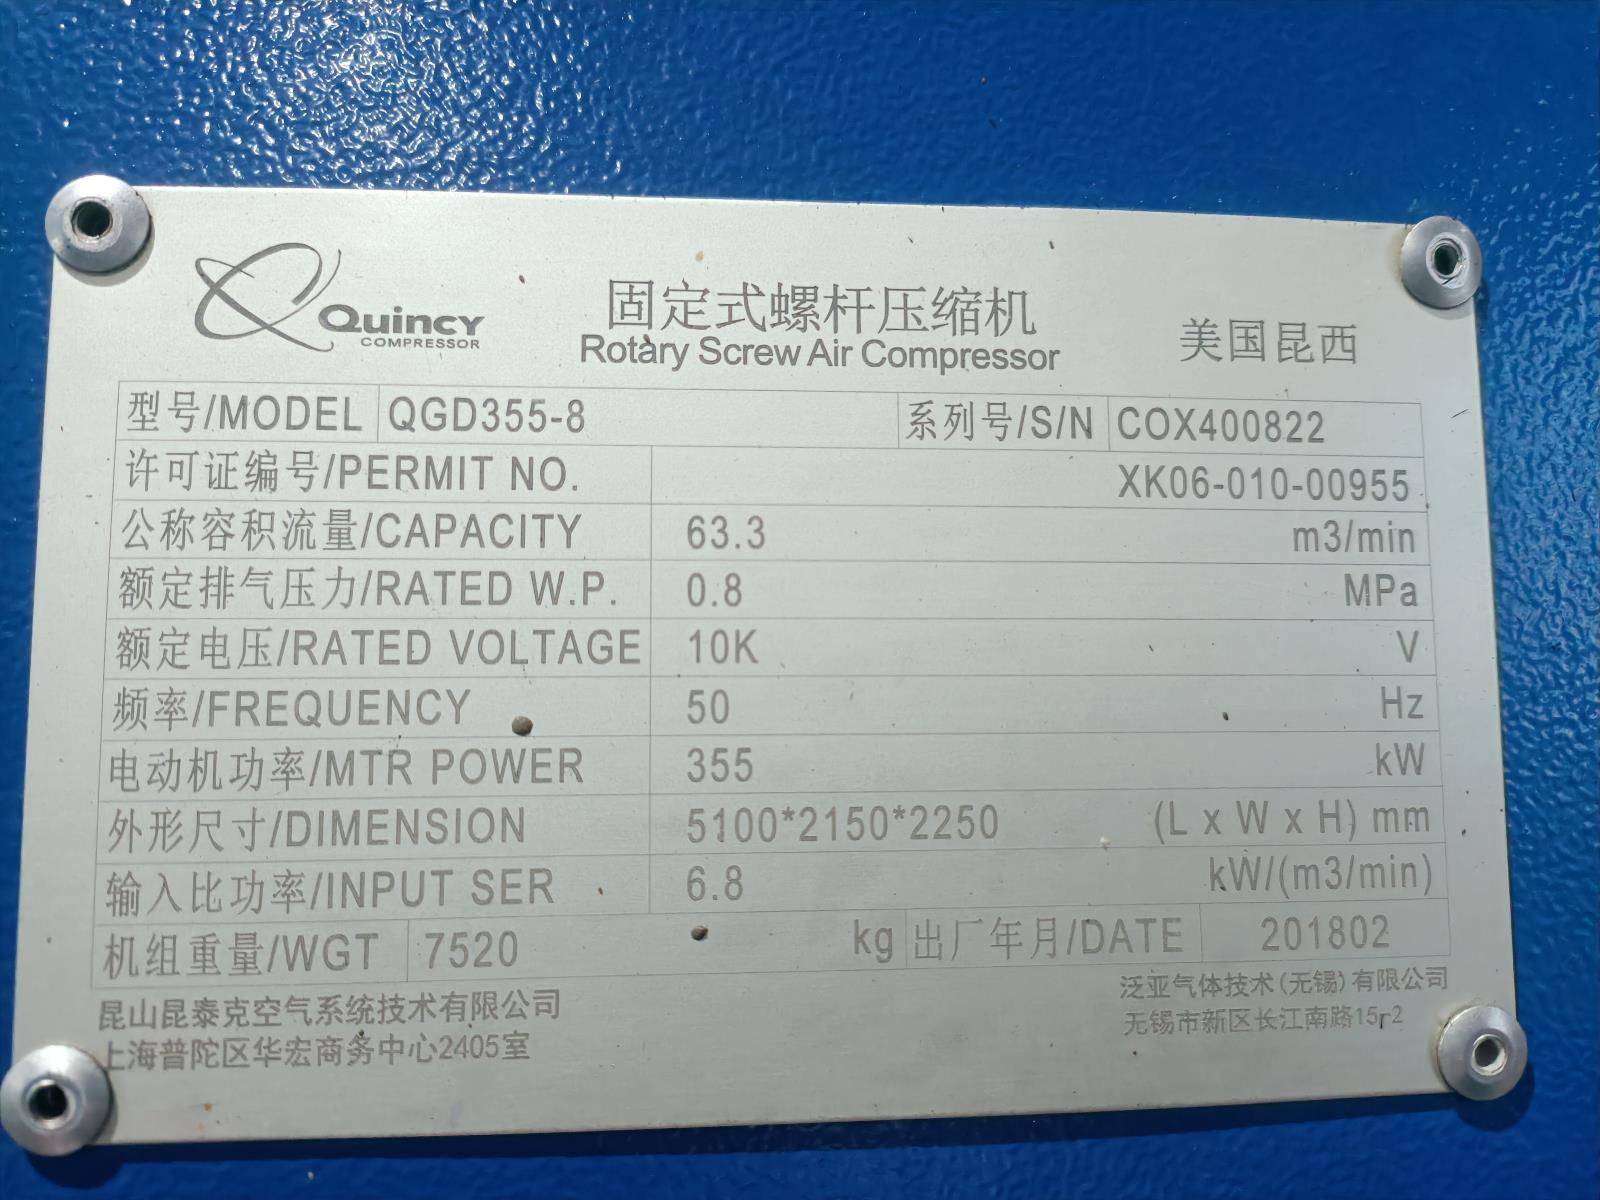 Quincy
COMPRESSOR
固定式螺杆压缩机
Rotary Screw Air Compressor
美国昆西
型号/MODEL QGD355-8 系列号/S/N COX400822
许可证编号/PERMIT NO. XK06-010-00955
公称容积流量/CAPACITY 63.3 m3/min
额定排气压力/RATED W.P. 0.8 MPa
额定电压/RATED VOLTAGE 10K V
频率/FREQUENCY 50 Hz
电动机功率/MTR POWER 355 kW
外形尺寸/DIMENSION 5100*2150*2250 (L x W x H) mm
输入比功率/INPUT SER 6.8 kW/(m3/min)
机组重量/WGT 7520 kg 出厂年月/DATE 201802
昆山昆泰克空气系统技术有限公司
上海普陀区华宏商务中心2405室
泛亚气体技术(无锡)有限公司
无锡市新区长江南路15r2